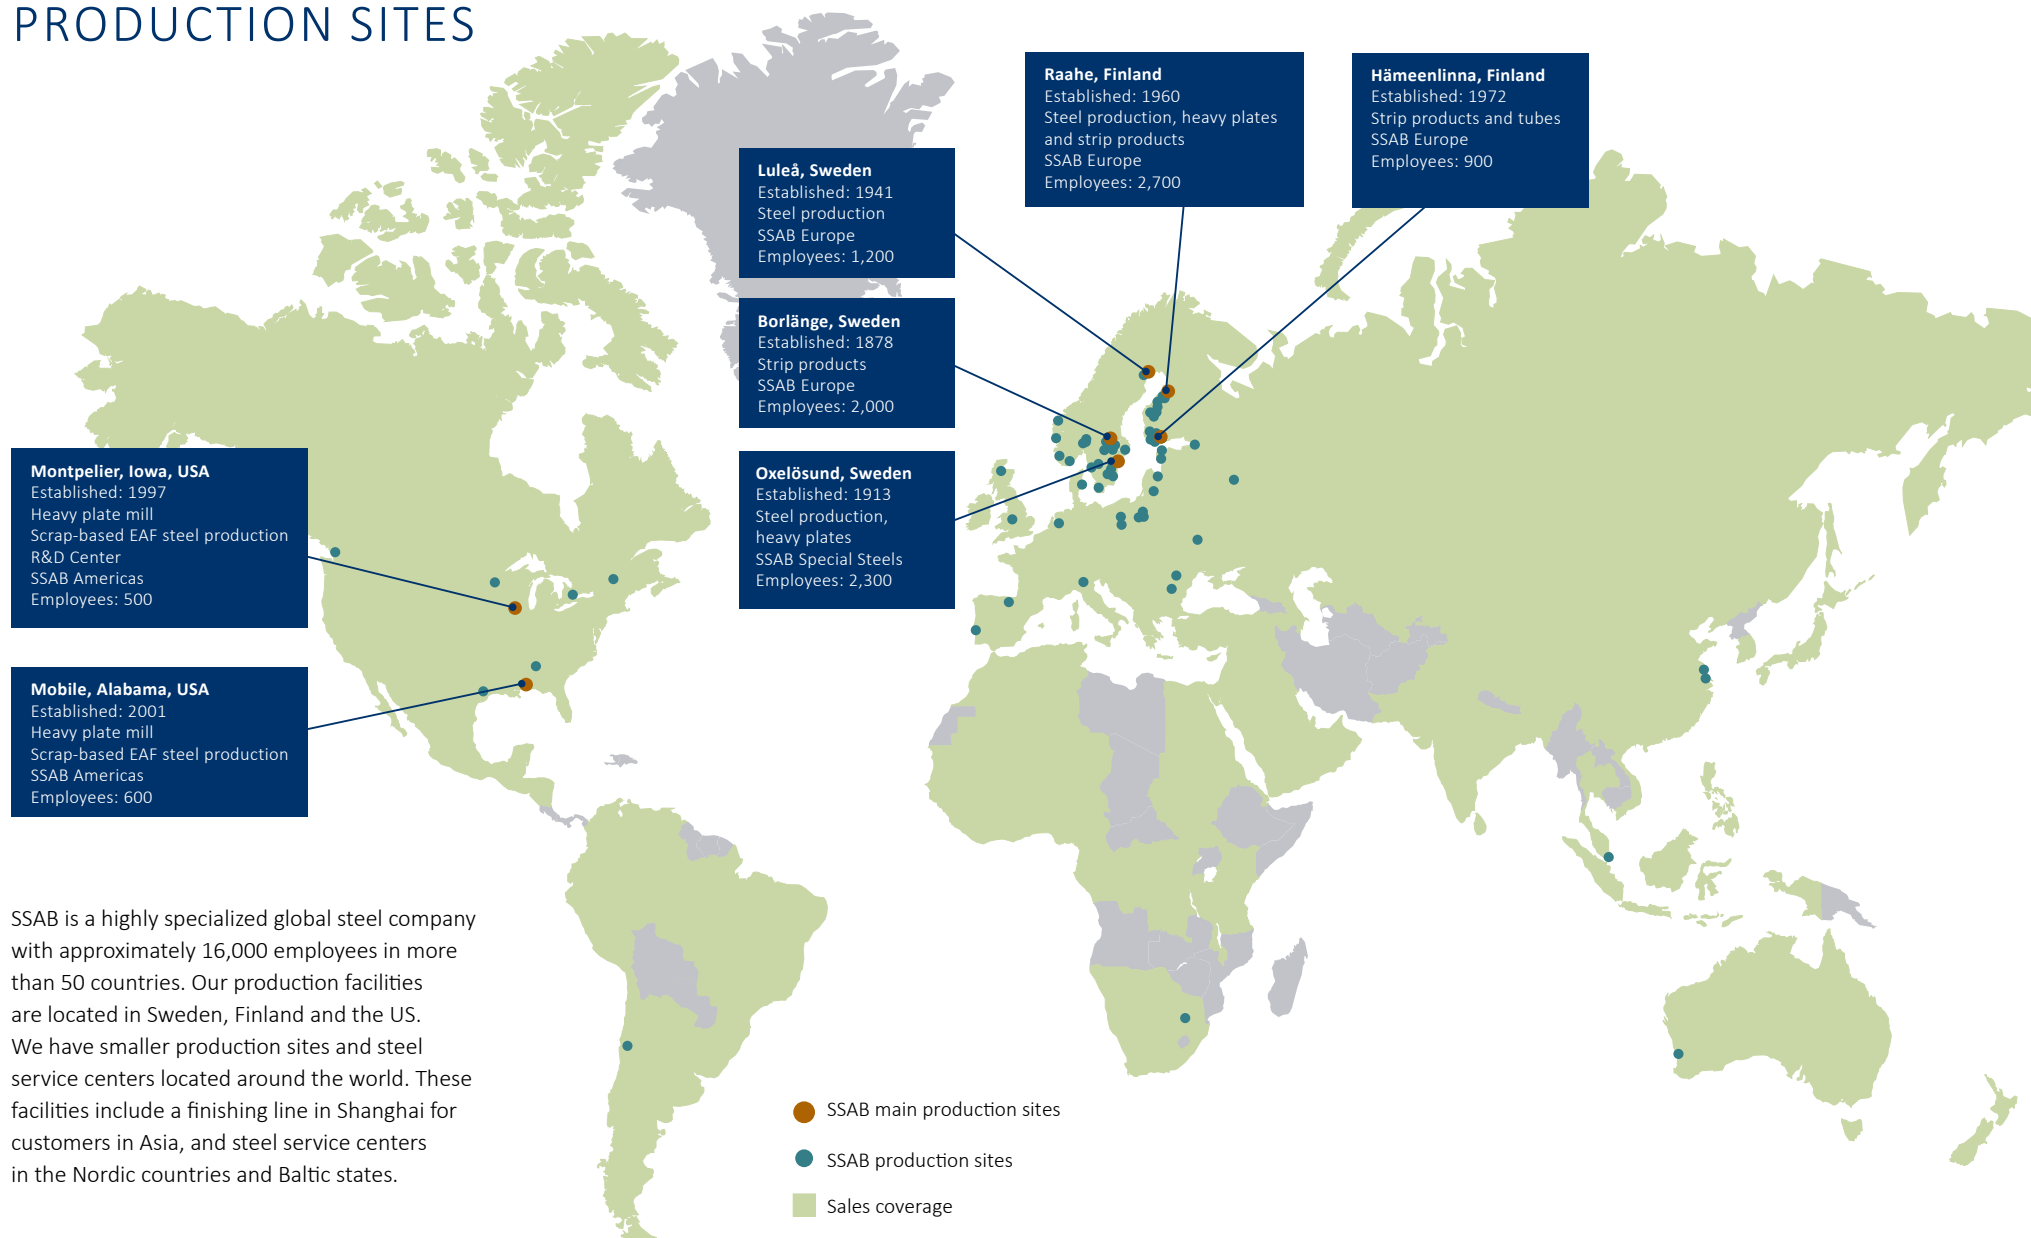 PRODUCTION SITES
Raahe, Finland
Established: 1960
Steel production, heavy plates
and strip products
SSAB Europe
Employees: 2,700
Hämeenlinna, Finland
Established: 1972
Strip products and tubes
SSAB Europe
Employees: 900
Luleå, Sweden
Established: 1941
Steel production
SSAB Europe
Employees: 1,200
Borlänge, Sweden
Established: 1878
Strip products
SSAB Europe
Employees: 2,000
Oxelösund, Sweden
Established: 1913
Steel production,
heavy plates
SSAB Special Steels
Employees: 2,300
Montpelier, Iowa, USA
Established: 1997
Heavy plate mill
Scrap-based EAF steel production
R&D Center
SSAB Americas
Employees: 500
Mobile, Alabama, USA
Established: 2001
Heavy plate mill
Scrap-based EAF steel production
SSAB Americas
Employees: 600
SSAB is a highly specialized global steel company
with approximately 16,000 employees in more
than 50 countries. Our production facilities
are located in Sweden, Finland and the US.
We have smaller production sites and steel
service centers located around the world. These
facilities include a finishing line in Shanghai for
customers in Asia, and steel service centers
in the Nordic countries and Baltic states.
SSAB main production sites
SSAB production sites
Sales coverage